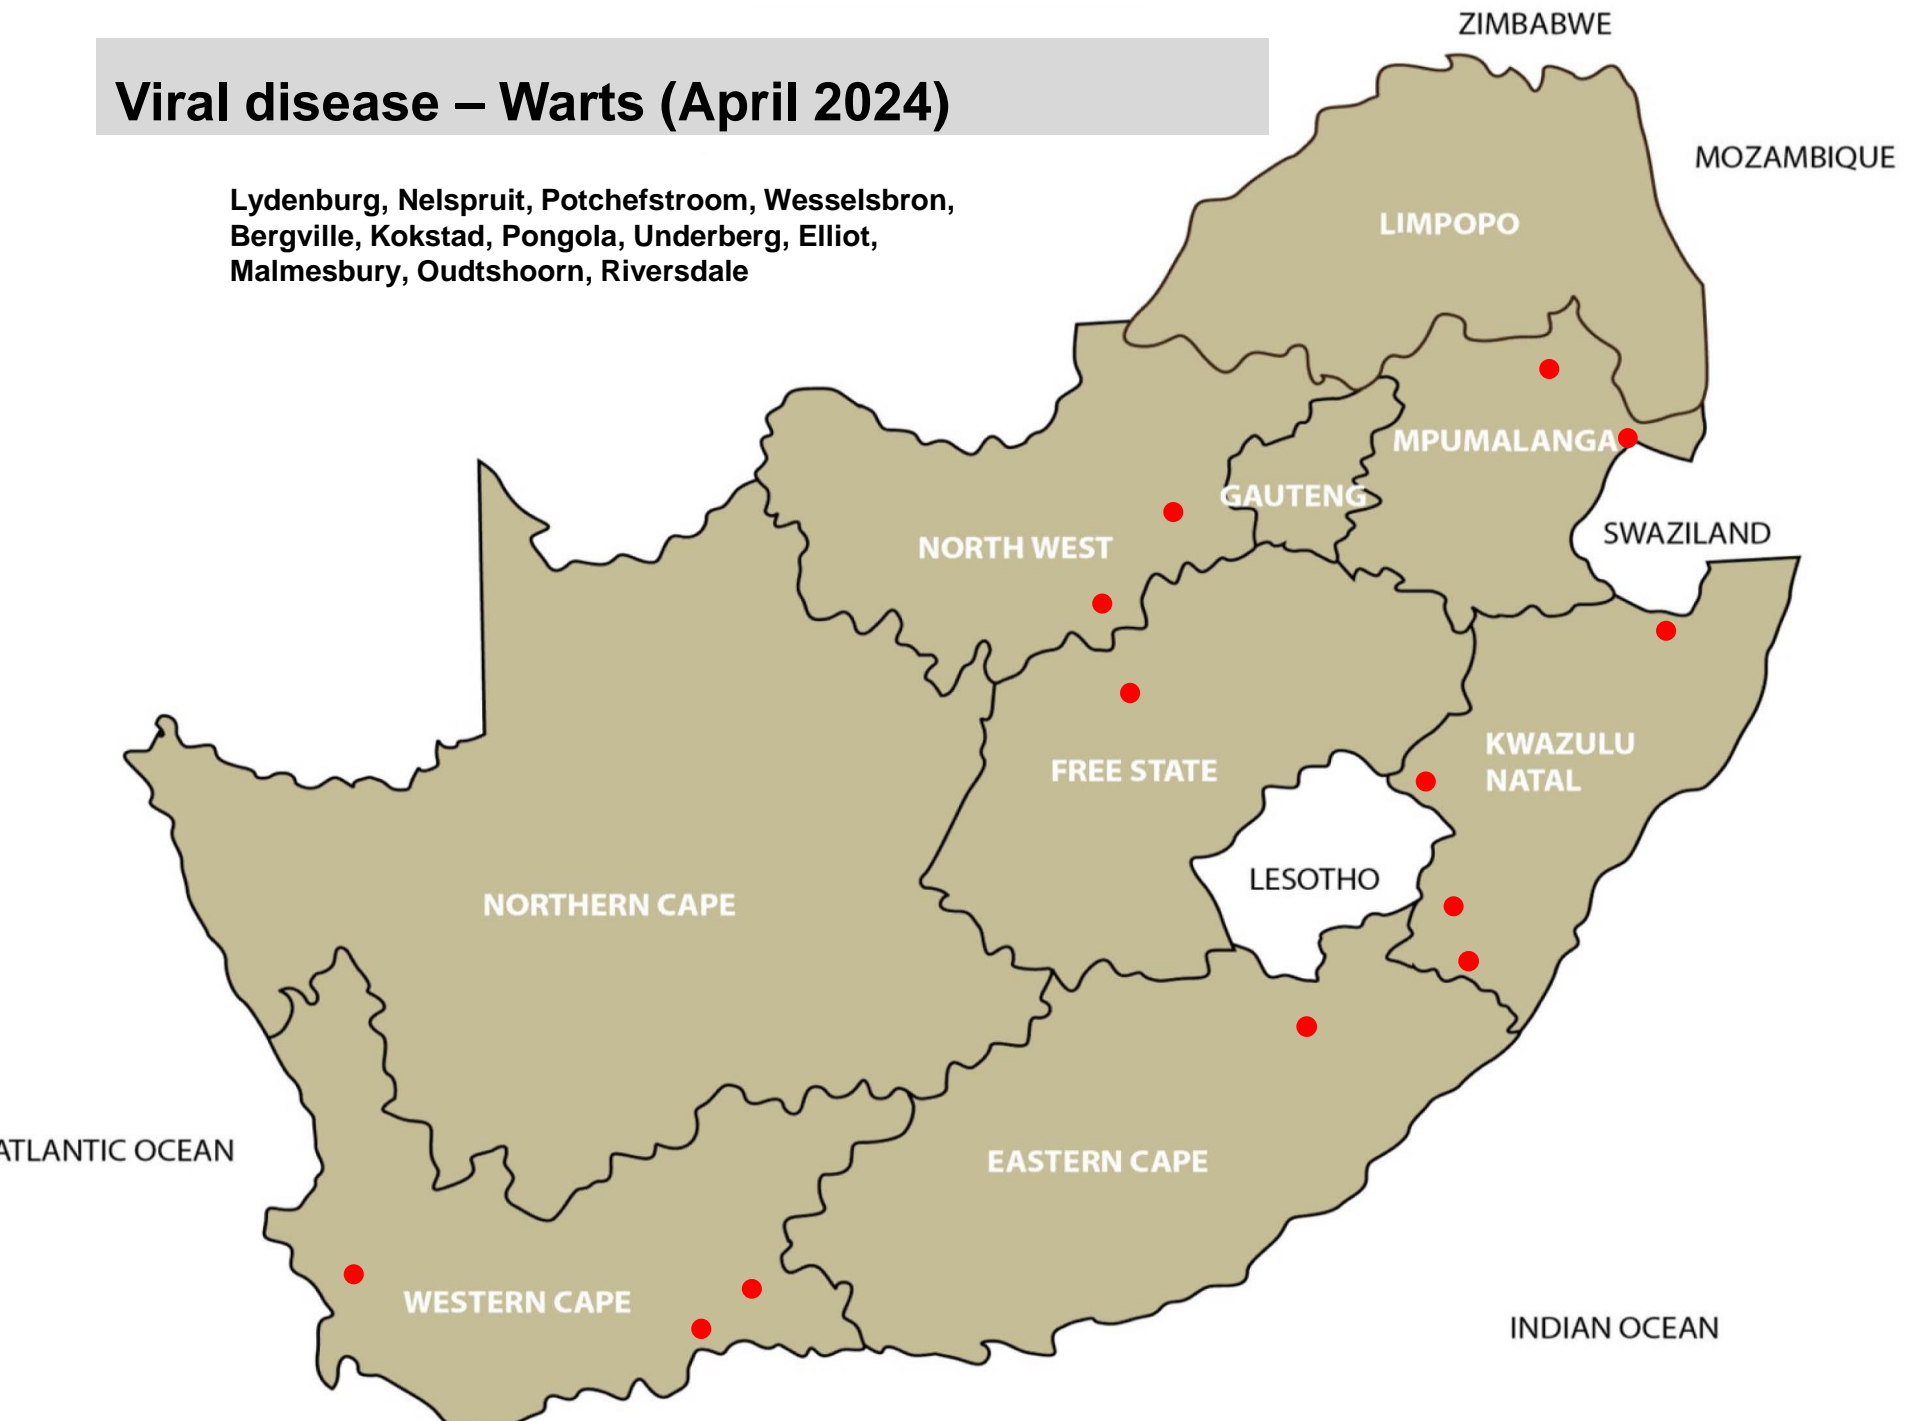 ZIMBABWE
Viral disease – Warts (April 2024)
MOZAMBIQUE
Lydenburg, Nelspruit, Potchefstroom, Wesselsbron,
Bergville, Kokstad, Pongola, Underberg, Elliot,
Malmesbury, Oudtshoorn, Riversdale
LIMPOPO
MPUMALANGA
GAUTENG
NORTH WEST
SWAZILAND
KWAZULU
NATAL
FREE STATE
LESOTHO
NORTHERN CAPE
ATLANTIC OCEAN
EASTERN CAPE
WESTERN CAPE
INDIAN OCEAN